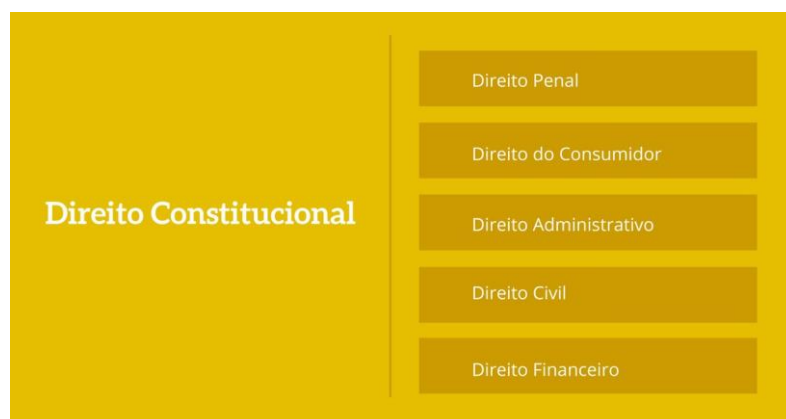 Direito Constitucional
Direito Penal
Direito do Consumidor
Direito Administrativo
Direito Civil
Direito Financeiro